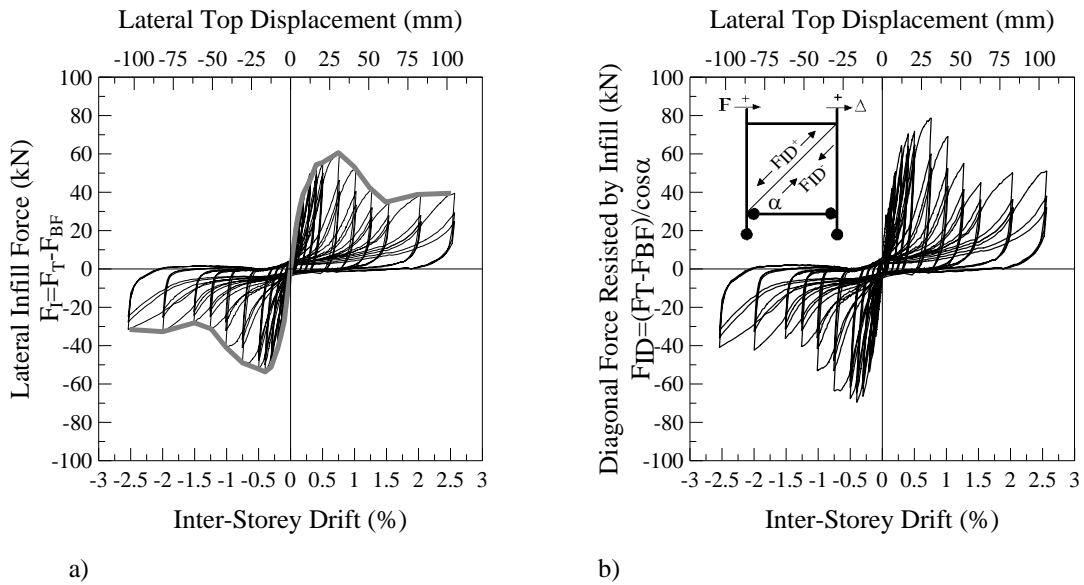 Lateral Top Displacement (mm)
-100 -75 -50 -25 0 25 50 75 100
100
80
60
40
20
0
-20
-40
-60
-80
-100
Lateral Infill Force (kN)
F_I=F_T-F_BF
-3 -2.5 -2 -1.5 -1 -0.5 0 0.5 1 1.5 2 2.5 3
Inter-Storey Drift (%)
a)
Lateral Top Displacement (mm)
-100 -75 -50 -25 0 25 50 75 100
100
80
60
40
20
0
-20
-40
-60
-80
-100
Diagonal Force Resisted by Infill (kN)
FID=(FT-FBF)/cosα
F + + Δ
FID+
FID-
α
-3 -2.5 -2 -1.5 -1 -0.5 0 0.5 1 1.5 2 2.5 3
Inter-Storey Drift (%)
b)